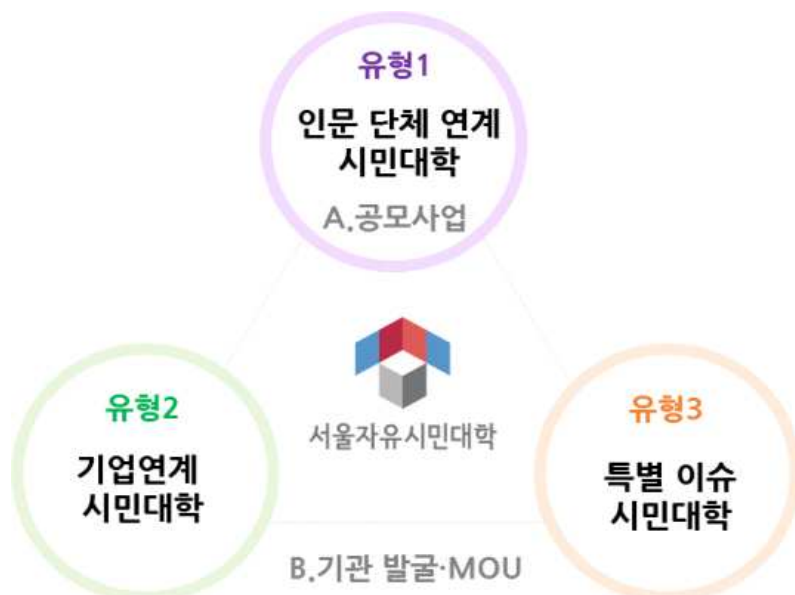 유형1
인문 단체 연계
시민대학
A.공모사업
서울자유시민대학
유형2
기업연계
시민대학
유형3
특별 이슈
시민대학
B.기관 발굴·MOU